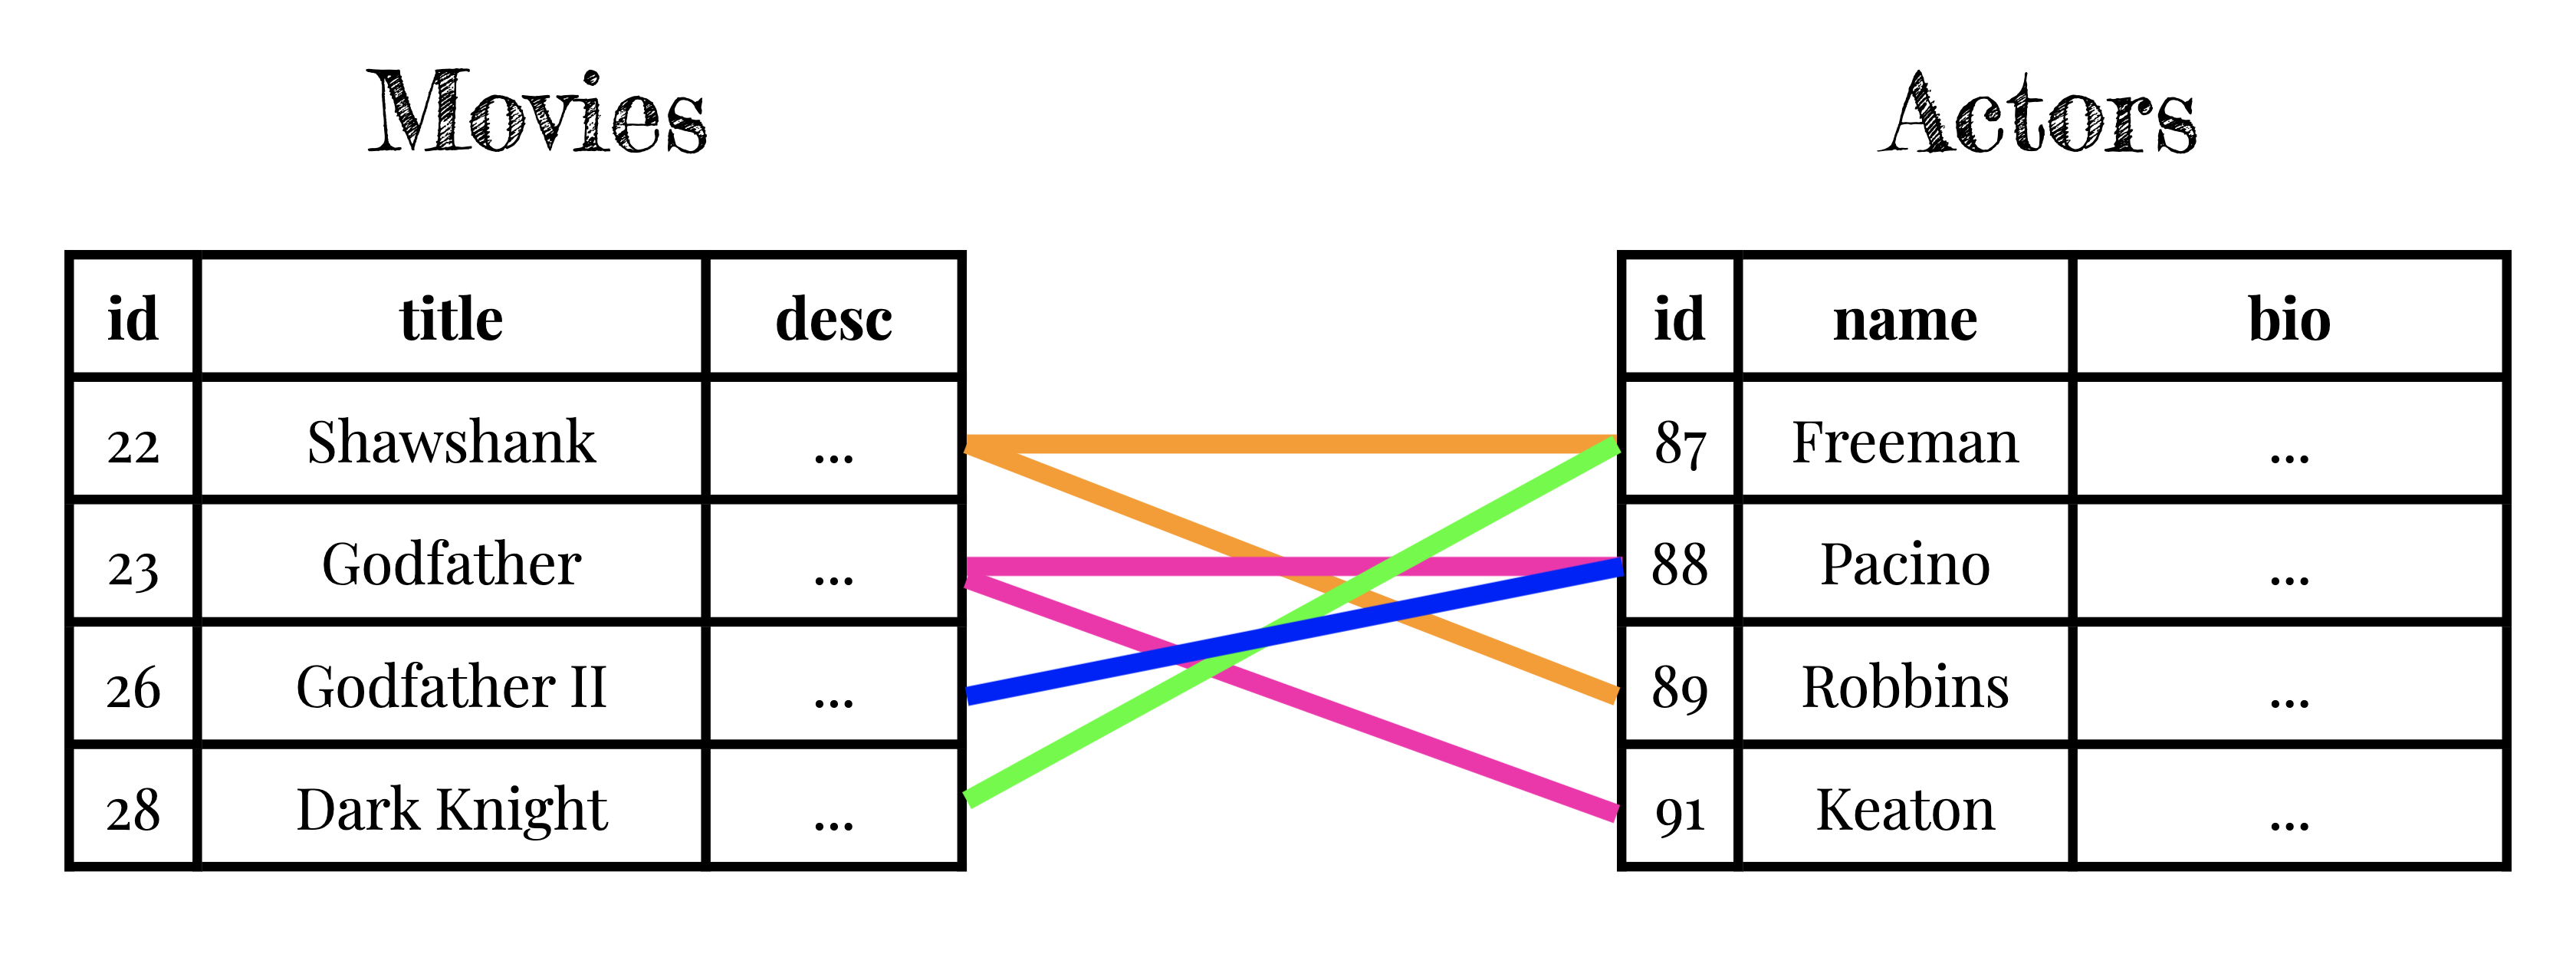 Movies Actors
id title desc id name bio
22 Shawshank ... 87 Freeman ...
23 Godfather ... 88 Pacino ...
26 Godfather II ... 89 Robbins ...
28 Dark Knight ... 91 Keaton ...